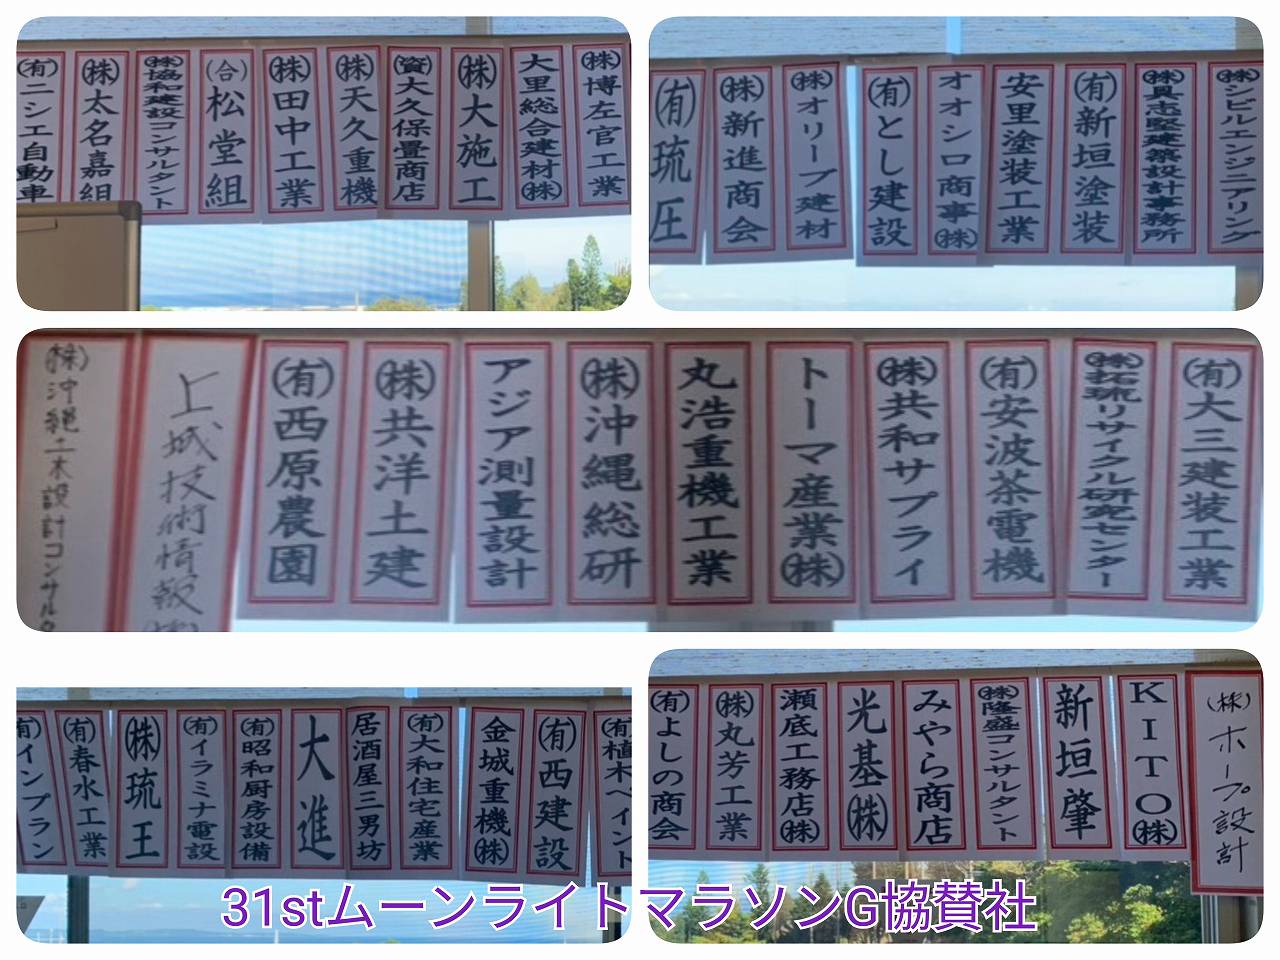 ㈲ニシエ自動車
㈱太名嘉組
㈱協和建設コンサルタント
㈾大久保畳商店
㈱田中工業
㈱天久重機
(合)松堂組
㈱大施工
大里総合建材㈱
㈱博左官工業
㈲琉圧
㈱新進商会
㈱オリーブ建材
㈲とし建設
オオシロ商事㈱
安里塗装工業
㈲新垣塗装
㈱具志堅建築設計事務所
㈱シビルエンジニアリング
㈱沖縄土木設計コンサルタ
上城技術情報㈱
㈲西原農園
㈱共洋土建
アジア測量設計
㈱沖縄総研
丸浩重機工業
トーマ産業㈱
㈱共和サプライ
㈲安波茶電機
㈱拓琉リサイクル研究センター
㈲大三建装工業
㈲インプラン
㈲春水工業
㈱琉王
㈲イラミナ電設
㈲昭和厨房設備
大進
居酒屋三男坊
㈲大和住宅産業
金城重機㈱
㈲西建設
㈲植木ペイント
㈲よしの商会
㈱丸芳工業
瀬底工務店㈱
光基㈱
みやら商店
㈱隆盛コンサルタント
新垣肇
KITO㈱
㈱ホープ設計
31stムーンライトマラソンG協賛社